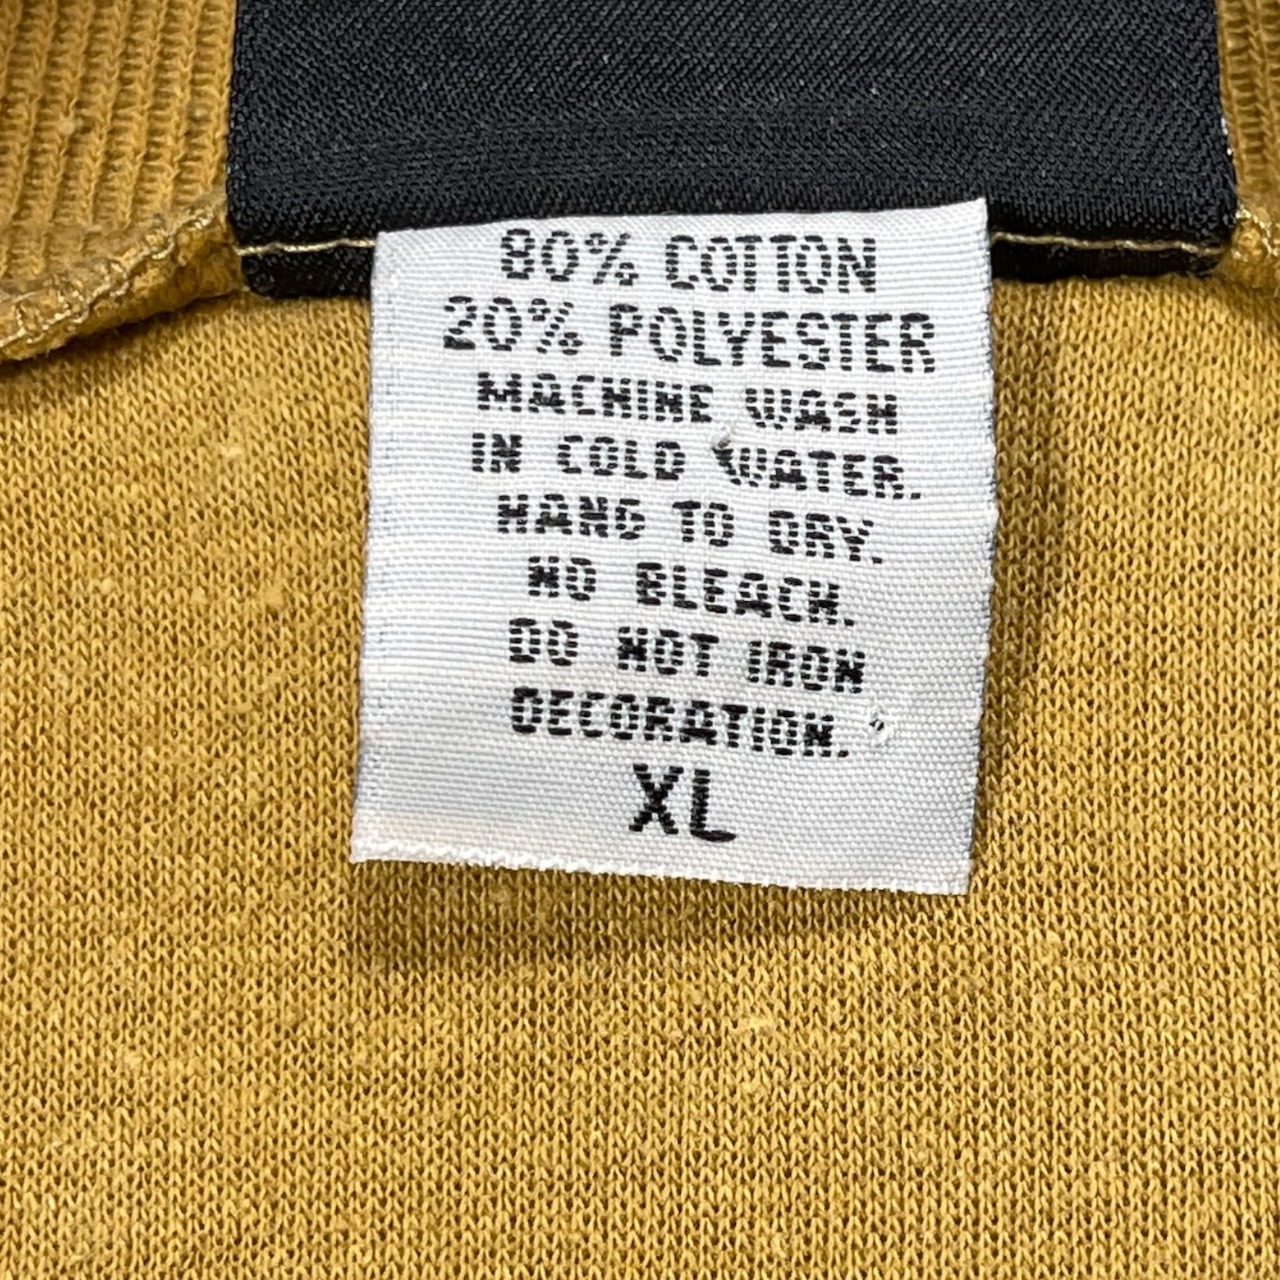 80% COTTON
20% POLYESTER
MACHINE WASH
IN COLD WATER.
HANG TO DRY.
NO BLEACH.
DO NOT IRON
DECORATION.
XL